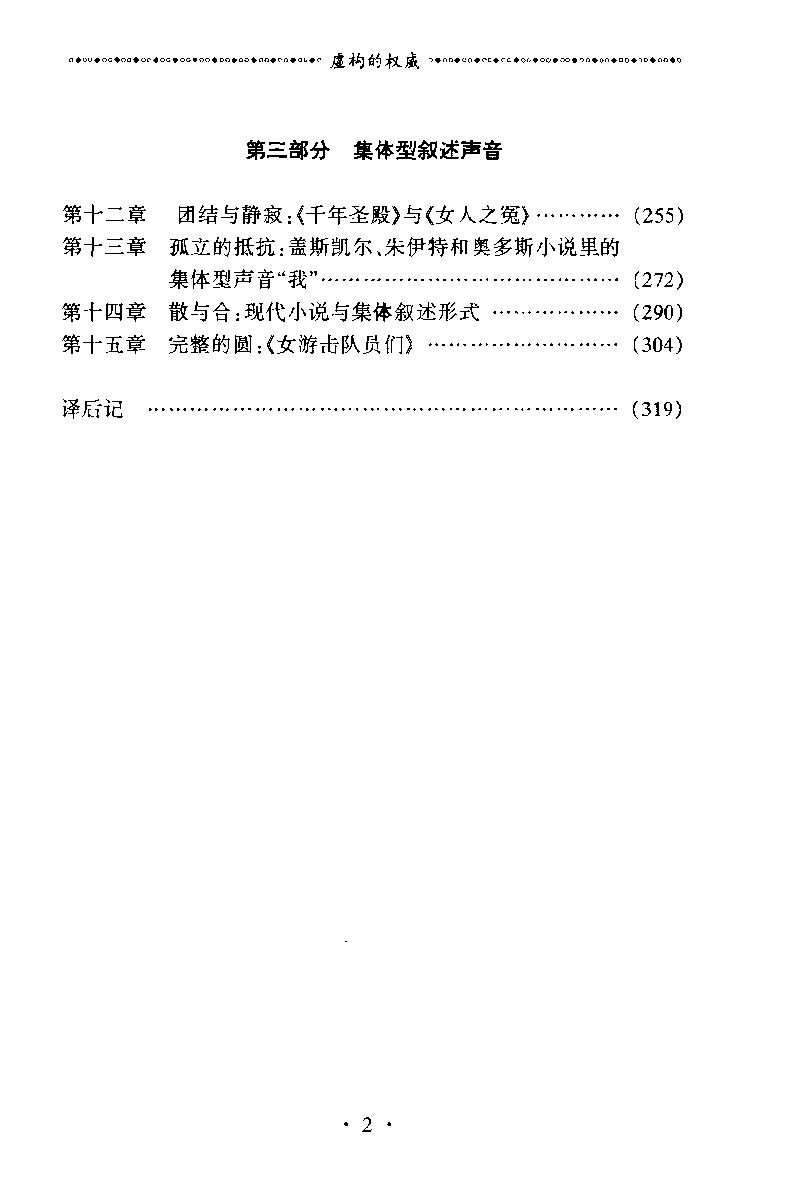 虚构的权威
第三部分 集体型叙述声音
第十二章 团结与静寂:《千年圣殿》与《女人之冤》………… (255)
第十三章 孤立的抵抗:盖斯凯尔、朱伊特和奥多斯小说里的
集体型声音“我”…………………………………… (272)
第十四章 散与合:现代小说与集体叙述形式 ……………… (290)
第十五章 完整的圆:《女游击队员们》 ……………………… (304)
译后记 ………………………………………………………… (319)
· 2 ·